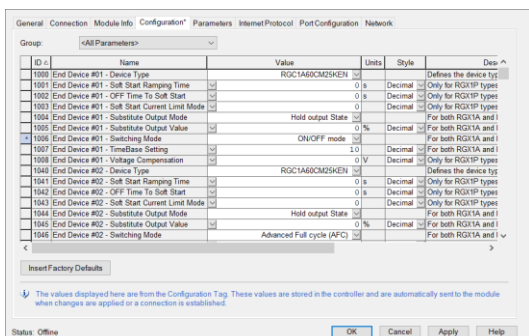 General Connection Module Info Configuration* Parameters Internet Protocol Port Configuration Network
Group: <All Parameters>
ID Name Value Units Style
1000 End Device #01 - Device Type RGC1A60CM25KEN Defines the device typ
1001 End Device #01 - Soft Start Ramping Time 0 s Decimal Only for RGX1P types
1002 End Device #01 - OFF Time To Soft Start 0 s Decimal Only for RGX1P types
1003 End Device #01 - Soft Start Current Limit Mode 0 Decimal Only for RGX1P types
1004 End Device #01 - Substitute Output Mode Hold output State For both RGX1A and
1005 End Device #01 - Substitute Output Value 0 % Decimal For both RGX1A and
* 1006 End Device #01 - Switching Mode ON/OFF mode For both RGX1A and
1007 End Device #01 - TimeBase Setting 10 Decimal For both RGX1A and
1008 End Device #01 - Voltage Compensation 0 V Decimal Only for RGX1P types
1040 End Device #02 - Device Type RGC1A60CM25KEN Defines the device typ
1041 End Device #02 - Soft Start Ramping Time 0 s Decimal Only for RGX1P types
1042 End Device #02 - OFF Time To Soft Start 0 s Decimal Only for RGX1P types
1043 End Device #02 - Soft Start Current Limit Mode 0 Decimal Only for RGX1P types
1044 End Device #02 - Substitute Output Mode Hold output State For both RGX1A and
1045 End Device #02 - Substitute Output Value 0 % Decimal For both RGX1A and
1046 End Device #02 - Switching Mode Advanced Full cycle (AFC) For both RGX1A and
Insert Factory Defaults
The values displayed here are from the Configuration Tag. These values are stored in the controller and are automatically sent to the module
when changes are applied or a connection is established.
Status: Offline OK Cancel Apply Help